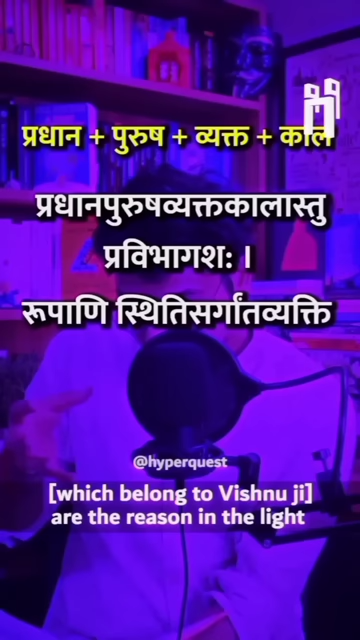 प्रधान + पुरुष + व्यक्त + काल
प्रधानपुरुषव्यक्तकालास्तु
प्रविभागशः ।
रूपाणि स्थितिसर्गांतव्यक्ति
@hyperquest
[which belong to Vishnu ji]
are the reason in the light